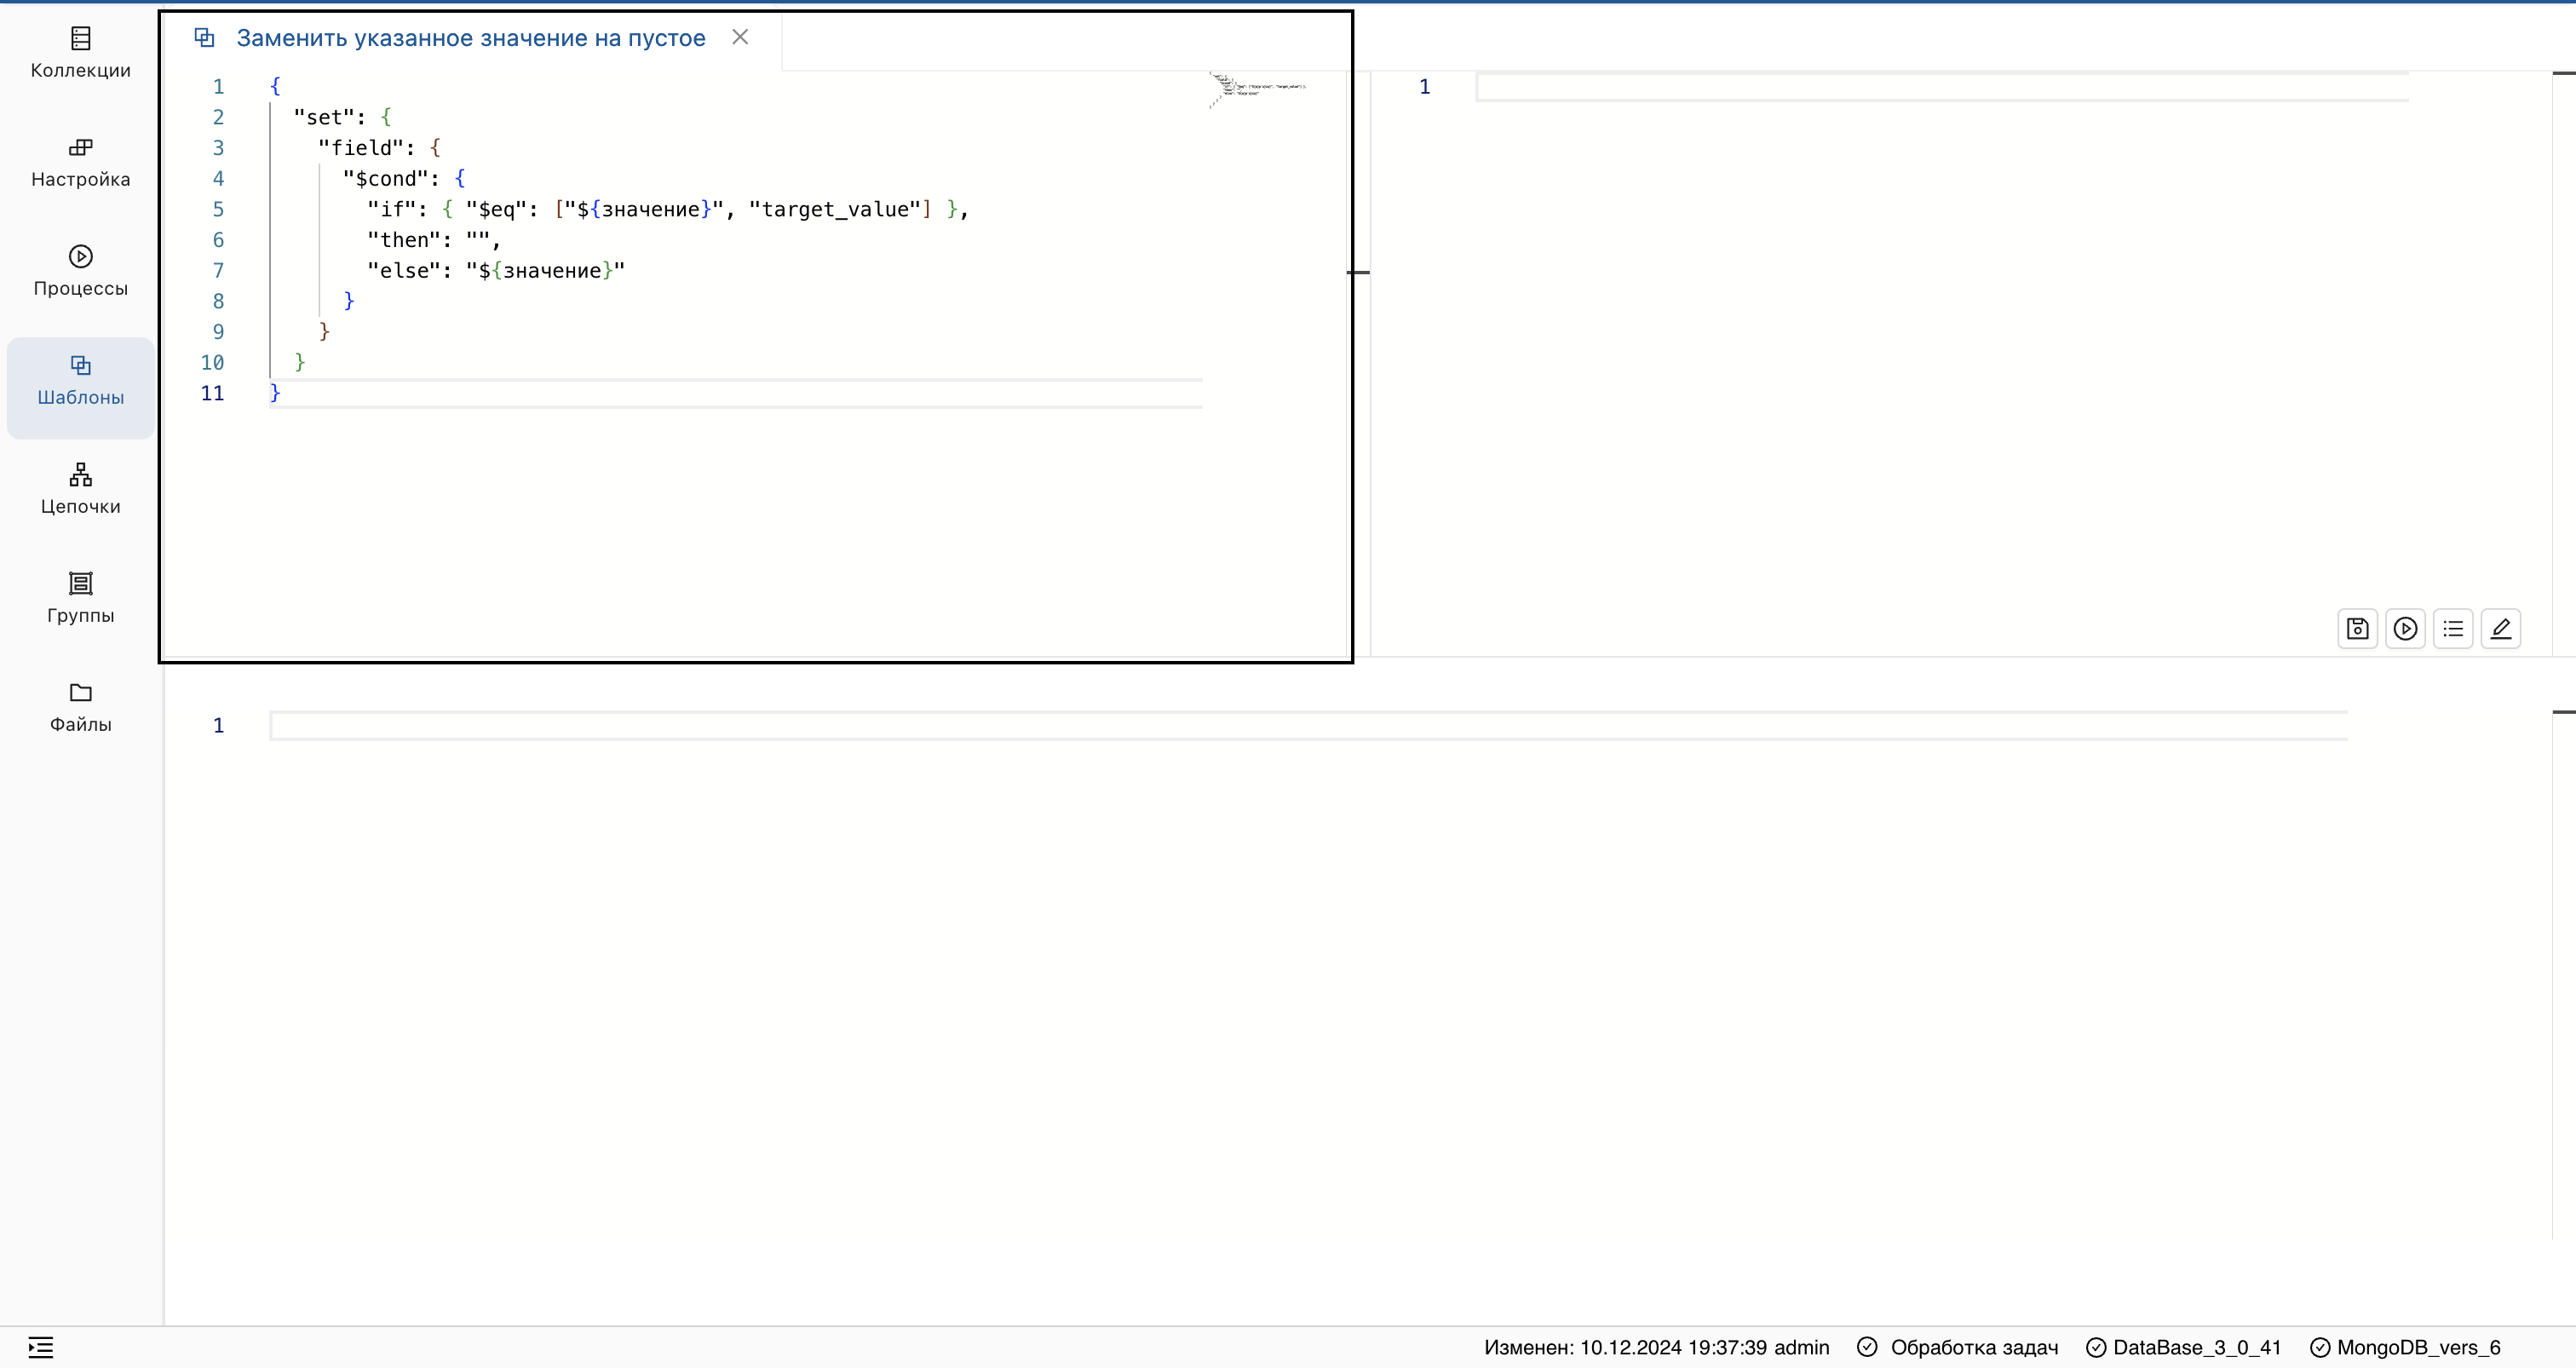 Коллекции
Настройка
Процессы
Шаблоны
Цепочки
Группы
Файлы
Заменить указанное значение на пустое
1 {
2 "set": {
3 "field": {
4 "$cond": {
5 "if": { "$eq": ["${значение}", "target_value"] },
6 "then": "",
7 "else": "${значение}"
8 }
9 }
10 }
11 }
1
1
Изменен: 10.12.2024 19:37:39 admin Обработка задач DataBase_3_0_41 MongoDB_vers_6